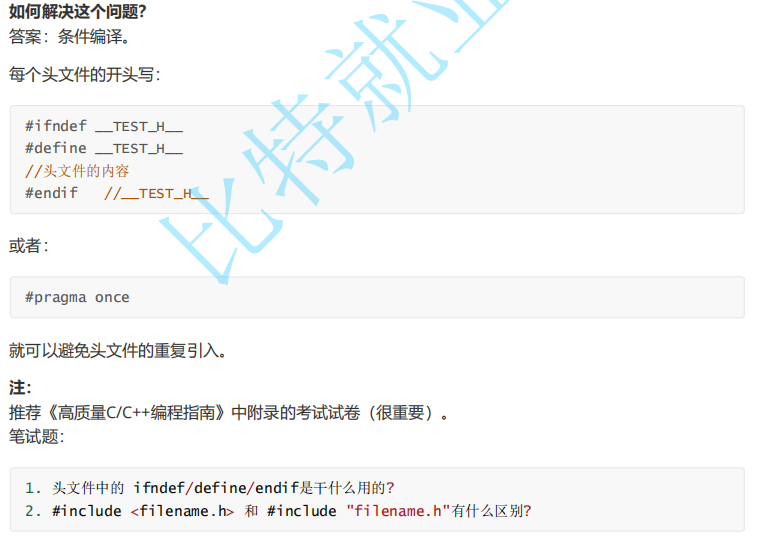 如何解决这个问题?
答案：条件编译。
每个头文件的开头写：
#ifndef __TEST_H__
#define __TEST_H__
//头文件的内容
#endif   //__TEST_H__
或者：
#pragma once
就可以避免头文件的重复引入。
注：
推荐《高质量C/C++编程指南》中附录的考试试卷（很重要）。
笔试题：
1. 头文件中的 ifndef/define/endif是干什么用的?
2. #include <filename.h> 和 #include "filename.h"有什么区别?
比特就业